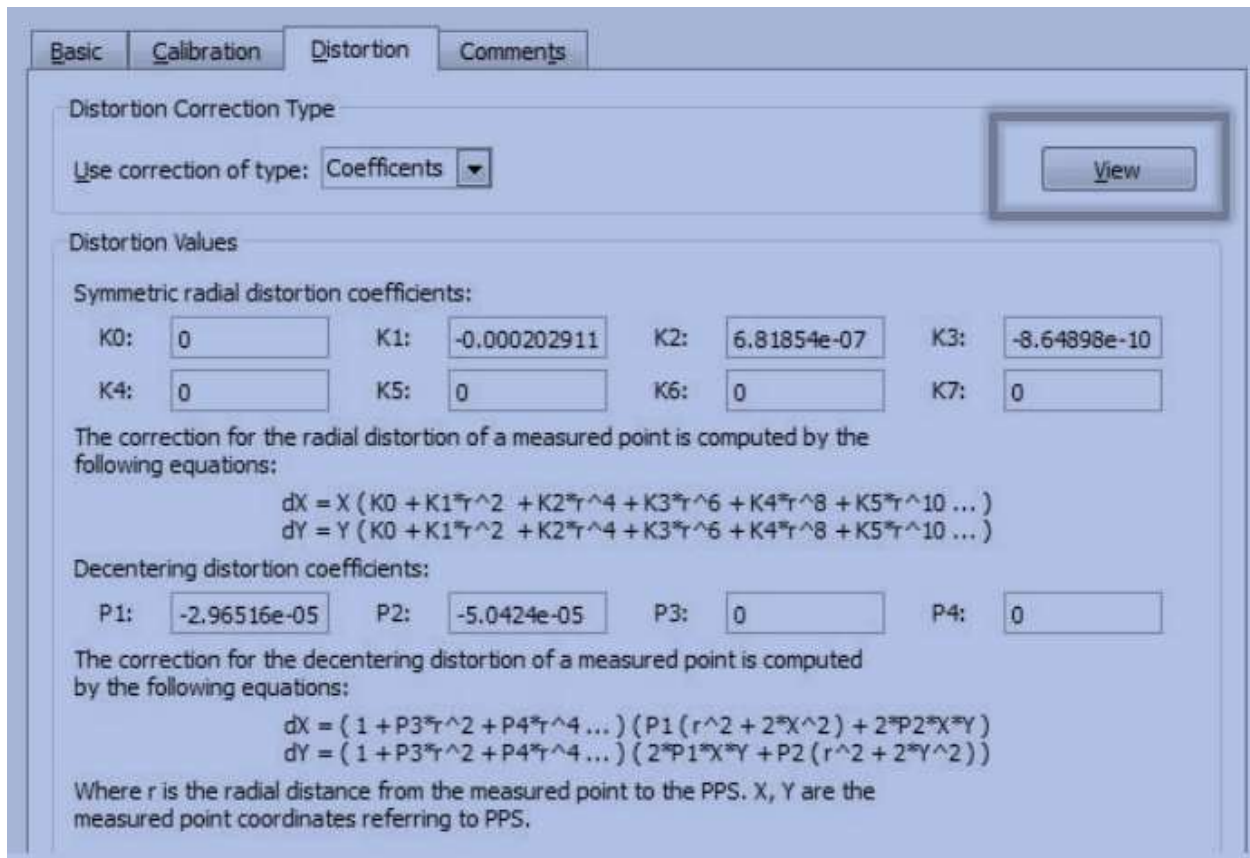 Basic Calibration Distortion Comments
Distortion Correction Type
Use correction of type: Coefficents View
Distortion Values
Symmetric radial distortion coefficients:
K0: 0 K1: -0.000202911 K2: 6.81854e-07 K3: -8.64898e-10
K4: 0 K5: 0 K6: 0 K7: 0
The correction for the radial distortion of a measured point is computed by the
following equations:
dX = X ( K0 + K1*r^2 + K2*r^4 + K3*r^6 + K4*r^8 + K5*r^10 ... )
dY = Y ( K0 + K1*r^2 + K2*r^4 + K3*r^6 + K4*r^8 + K5*r^10 ... )
Decentering distortion coefficients:
P1: -2.96516e-05 P2: -5.0424e-05 P3: 0 P4: 0
The correction for the decentering distortion of a measured point is computed
by the following equations:
dX = ( 1 + P3*r^2 + P4*r^4 ... ) ( P1 ( r^2 + 2*X^2 ) + 2*P2*X*Y )
dY = ( 1 + P3*r^2 + P4*r^4 ... ) ( 2*P1*X*Y + P2 ( r^2 + 2*Y^2 ) )
Where r is the radial distance from the measured point to the PPS. X, Y are the
measured point coordinates referring to PPS.